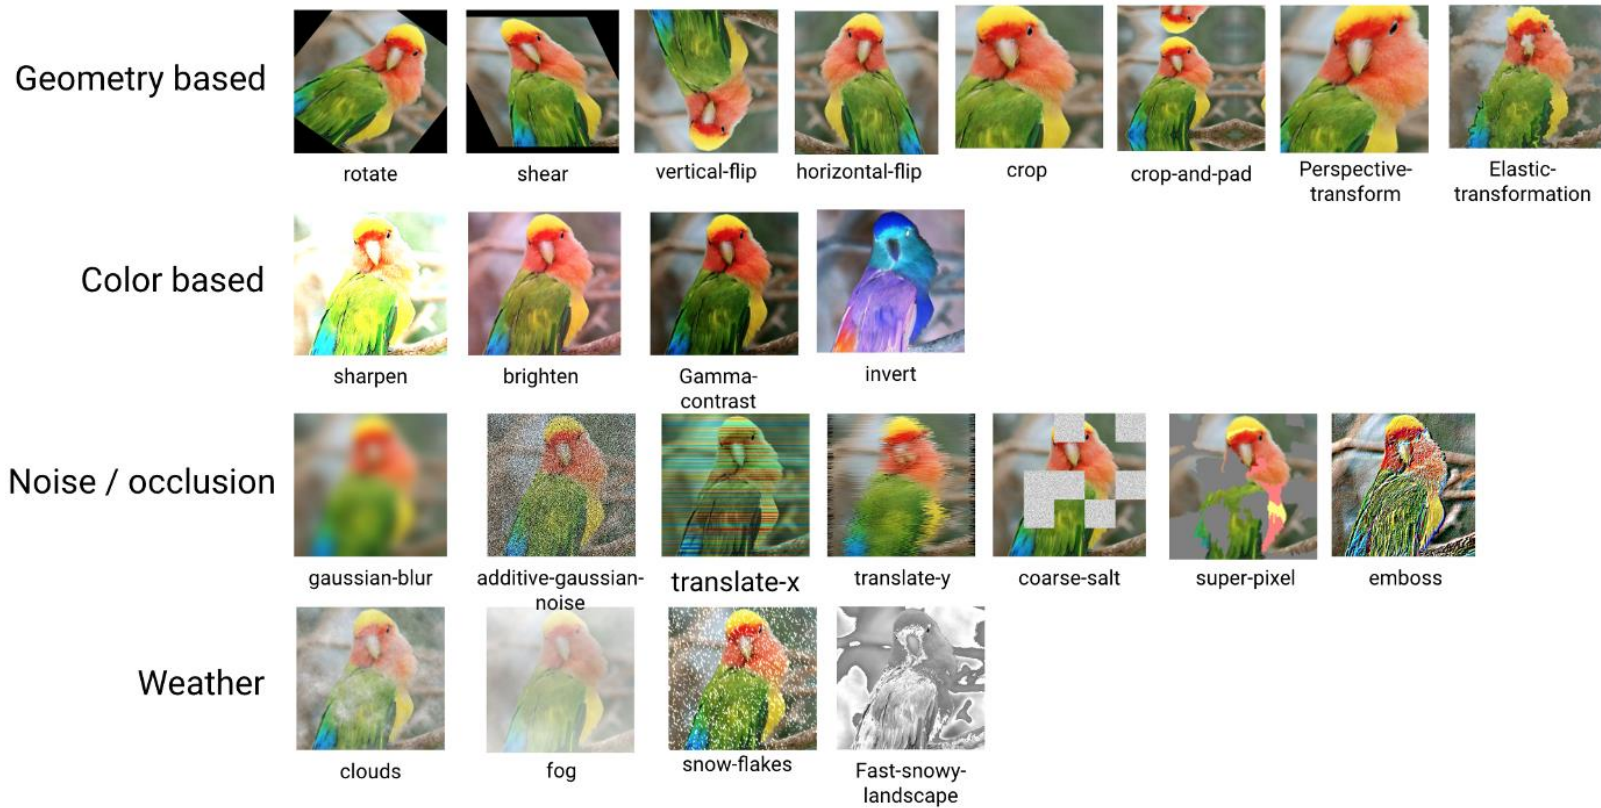 Geometry based
rotate
shear
vertical-flip
horizontal-flip
crop
crop-and-pad
Perspective-
transform
Elastic-
transformation
Color based
sharpen
brighten
Gamma-
contrast
invert
Noise / occlusion
gaussian-blur
additive-gaussian-
noise
translate-x
translate-y
coarse-salt
super-pixel
emboss
Weather
clouds
fog
snow-flakes
Fast-snowy-
landscape